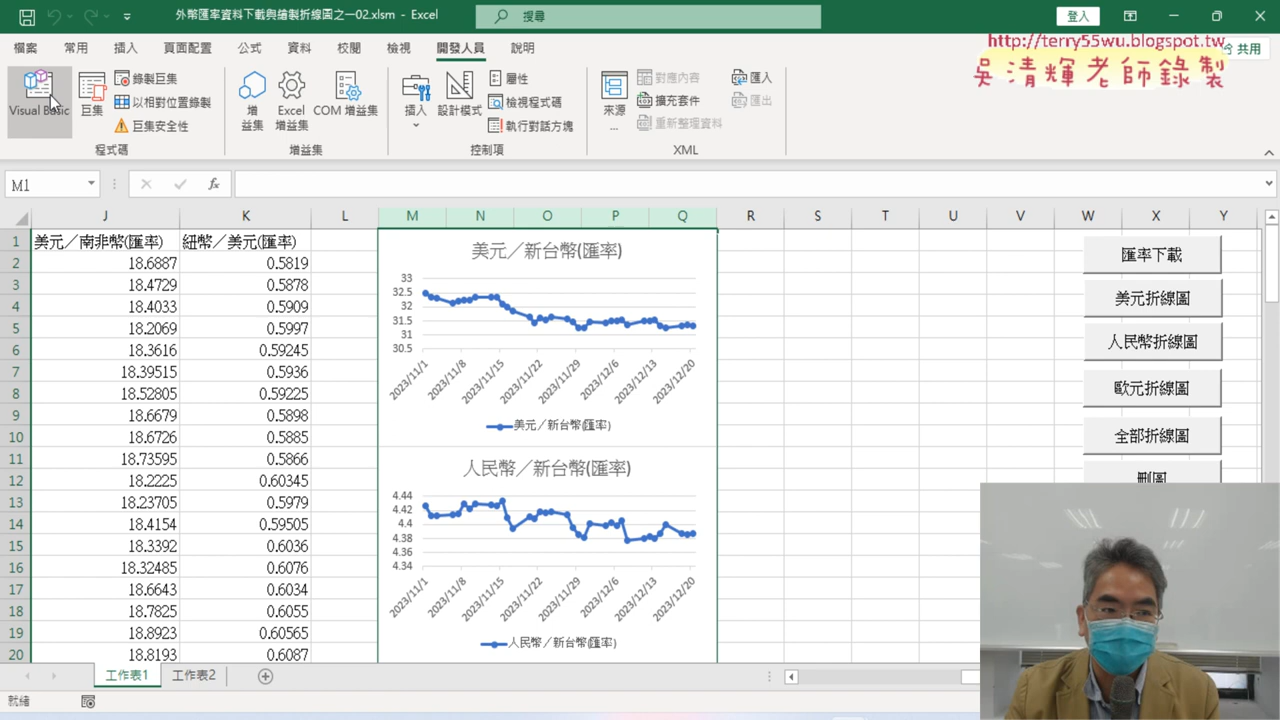 外幣匯率資料下載與繪製折線圖之一02.xlsm - Excel
搜尋
登入
http://terry55wu.blogspot.tw
吳清輝老師錄製
共用
檔案 常用 插入 頁面配置 公式 資料 校閱 檢視 開發人員 說明
Visual Basic
巨集
錄製巨集
以相對位置錄製
巨集安全性
程式碼
增益集
Excel 增益集
COM 增益集
增益集
插入
設計模式
屬性
檢視程式碼
執行對話方塊
控制項
來源...
對應內容
擴充套件
重新整理資料
匯入
匯出
XML
M1
fx
J K L M N O P Q R S T U V W X Y
1 美元／南非幣(匯率) 紐幣／美元(匯率)
2 18.6887 0.5819
3 18.4729 0.5878
4 18.4033 0.5909
5 18.2069 0.5997
6 18.3616 0.59245
7 18.39515 0.5936
8 18.52805 0.59225
9 18.6679 0.5898
10 18.6726 0.5885
11 18.73595 0.5866
12 18.2225 0.60345
13 18.23705 0.5979
14 18.4154 0.59505
15 18.3392 0.6036
16 18.32485 0.6076
17 18.6643 0.6034
18 18.7825 0.6055
19 18.8923 0.60565
20 18.8193 0.6087
美元／新台幣(匯率)
33
32.5
32
31.5
31
30.5
2023/11/1 2023/11/8 2023/11/15 2023/11/22 2023/11/29 2023/12/6 2023/12/13 2023/12/20
美元／新台幣(匯率)
人民幣／新台幣(匯率)
4.44
4.42
4.4
4.38
4.36
4.34
2023/11/1 2023/11/8 2023/11/15 2023/11/22 2023/11/29 2023/12/6 2023/12/13 2023/12/20
人民幣／新台幣(匯率)
匯率下載
美元折線圖
人民幣折線圖
歐元折線圖
全部折線圖
刪圖
工作表1 工作表2
就緒